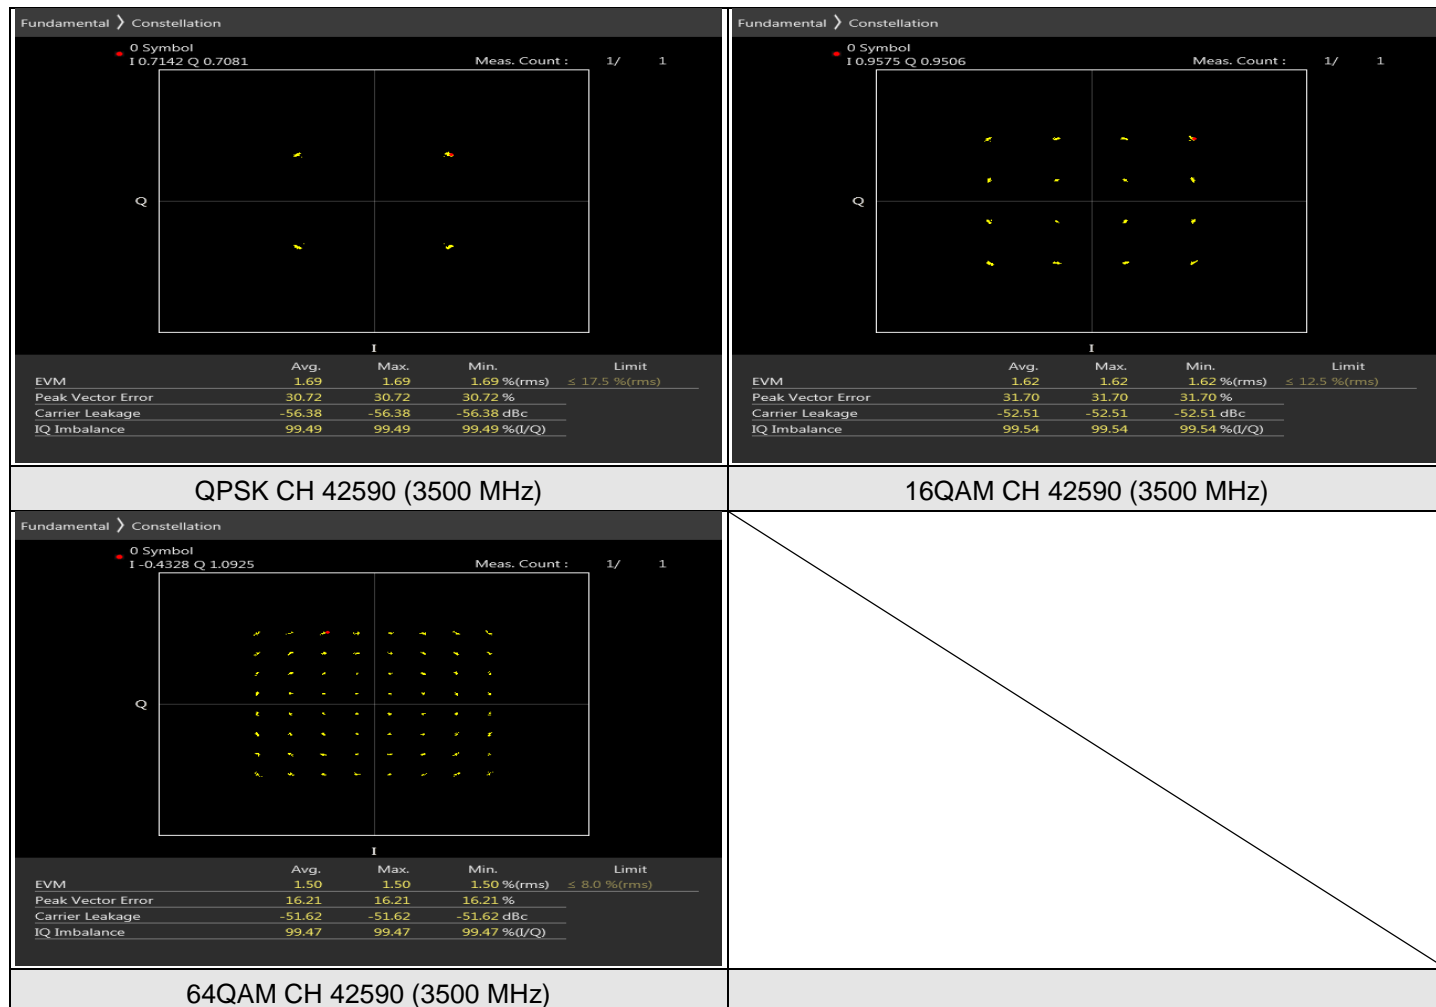 Fundamental ❯ Constellation
0 Symbol
I 0.7142 Q 0.7081 Meas. Count : 1/ 1
Q
I
Avg. Max. Min. Limit
EVM 1.69 1.69 1.69 %(rms) ≤ 17.5 %(rms)
Peak Vector Error 30.72 30.72 30.72 %
Carrier Leakage -56.38 -56.38 -56.38 dBc
IQ Imbalance 99.49 99.49 99.49 %(I/Q)
QPSK CH 42590 (3500 MHz)
Fundamental ❯ Constellation
0 Symbol
I 0.9575 Q 0.9506 Meas. Count : 1/ 1
Q
I
Avg. Max. Min. Limit
EVM 1.62 1.62 1.62 %(rms) ≤ 12.5 %(rms)
Peak Vector Error 31.70 31.70 31.70 %
Carrier Leakage -52.51 -52.51 -52.51 dBc
IQ Imbalance 99.54 99.54 99.54 %(I/Q)
16QAM CH 42590 (3500 MHz)
Fundamental ❯ Constellation
0 Symbol
I -0.4328 Q 1.0925 Meas. Count : 1/ 1
Q
I
Avg. Max. Min. Limit
EVM 1.50 1.50 1.50 %(rms) ≤ 8.0 %(rms)
Peak Vector Error 16.21 16.21 16.21 %
Carrier Leakage -51.62 -51.62 -51.62 dBc
IQ Imbalance 99.47 99.47 99.47 %(I/Q)
64QAM CH 42590 (3500 MHz)